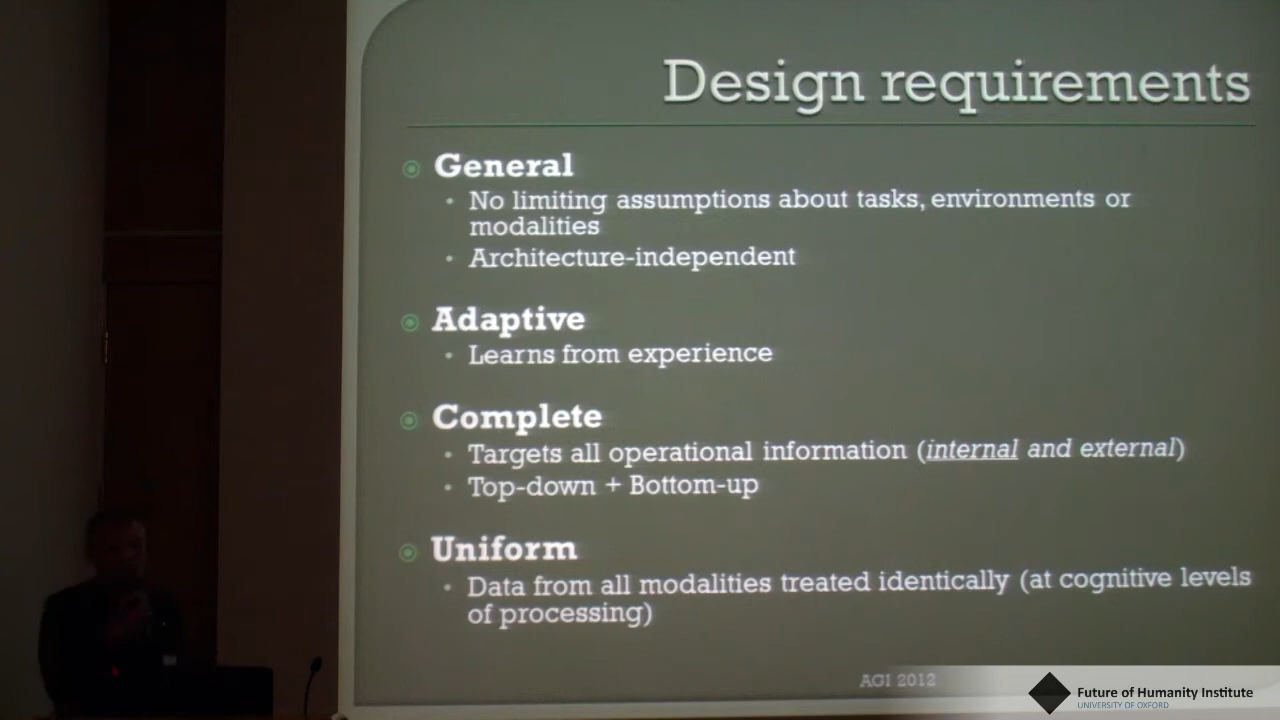 Design requirements
General
No limiting assumptions about tasks, environments or
modalities
Architecture-independent
Adaptive
Learns from experience
Complete
Targets all operational information (internal and external)
Top-down + Bottom-up
Uniform
Data from all modalities treated identically (at cognitive levels
of processing)
AGI 2012
Future of Humanity Institute
UNIVERSITY OF OXFORD